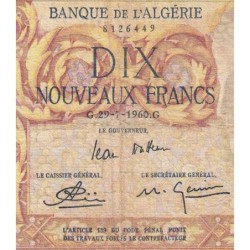 BANQUE DE L'ALGÉRIE
8126449
DIX
NOUVEAUX FRANCS
G.29-7-1960.G
LE GOUVERNEUR,
LE CAISSIER GÉNÉRAL,
LE SECRÉTAIRE GÉNÉRAL,
L'ARTICLE 139 DU CODE PÉNAL PUNIT
DES TRAVAUX FORCÉS LE CONTREFACTEUR